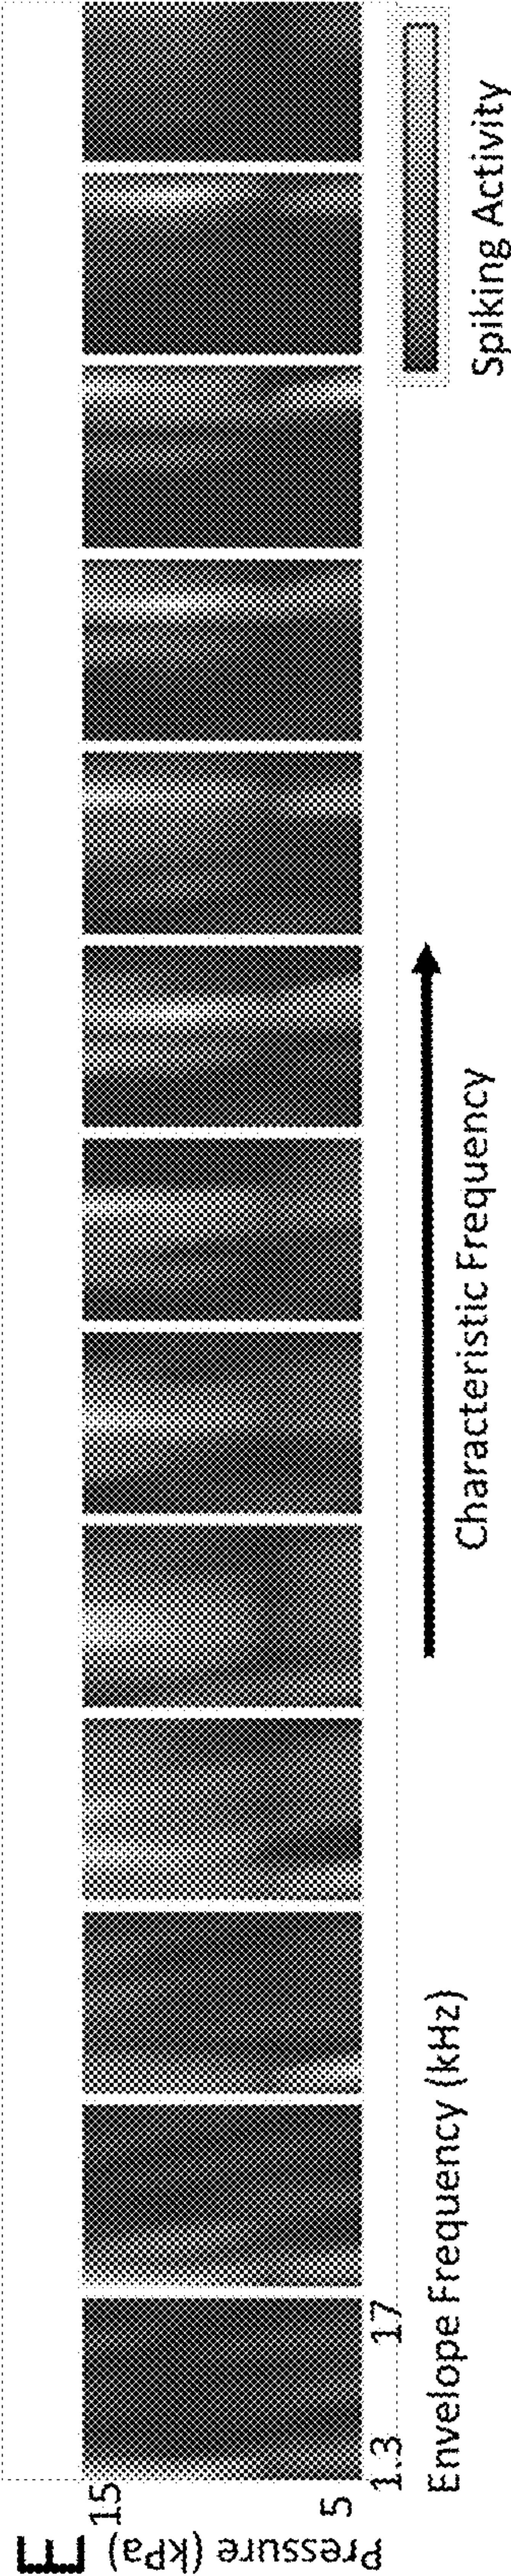 E
Pressure (kPa)
15
5
1.3 17
Envelope Frequency (kHz)
Characteristic Frequency
Spiking Activity